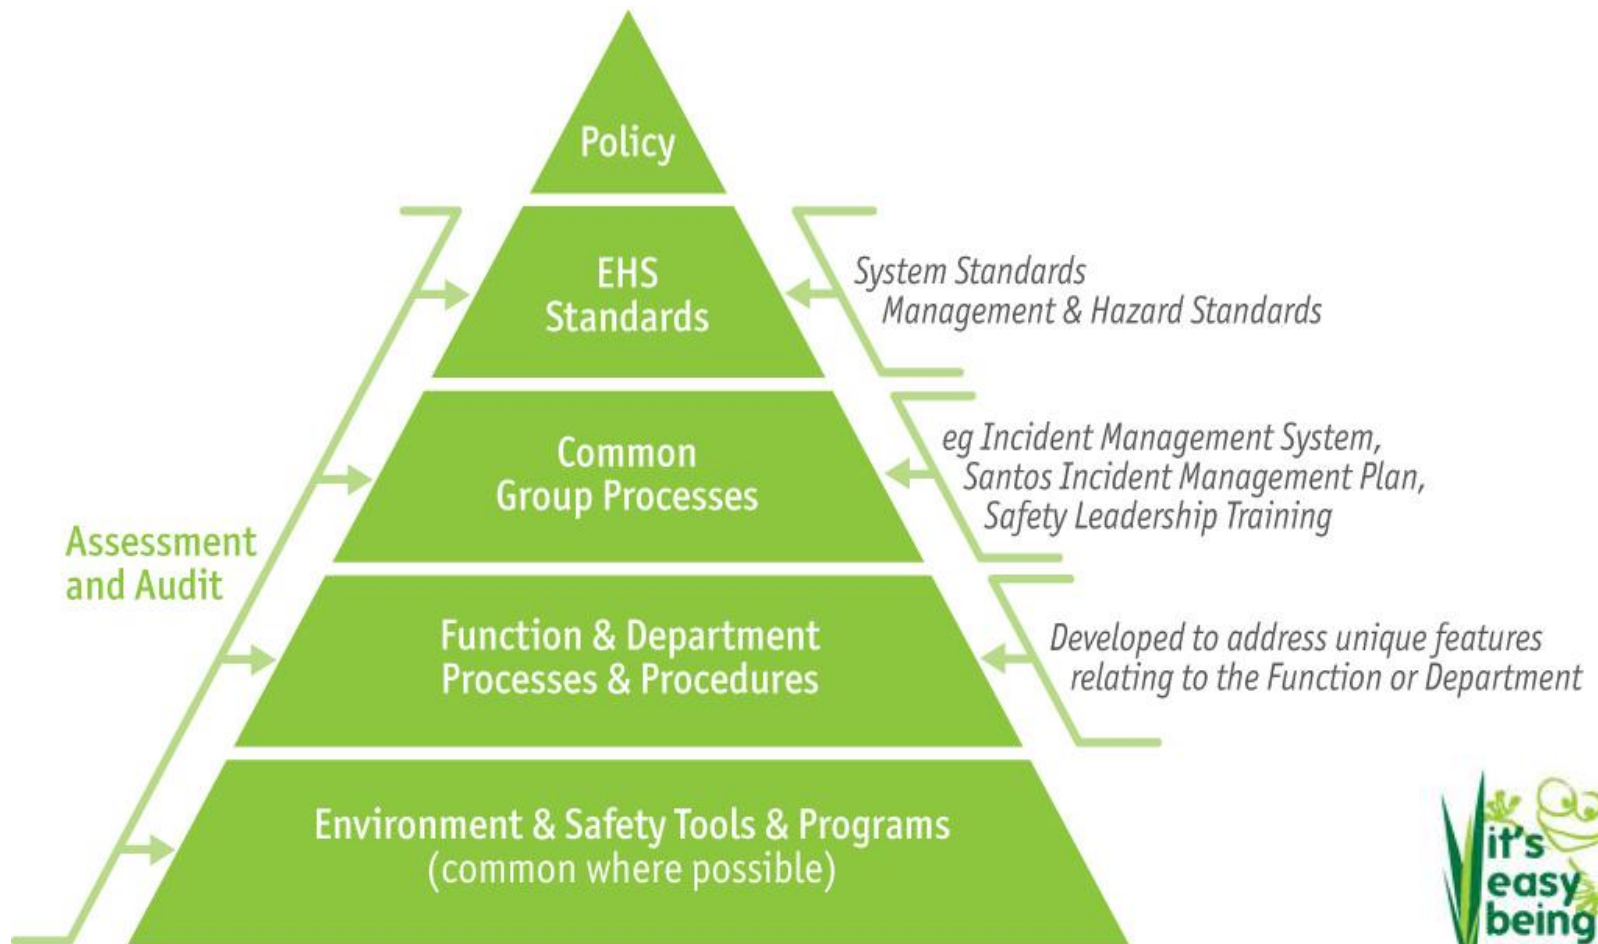 Policy
EHS
Standards
System Standards
Management & Hazard Standards
Common
Group Processes
eg Incident Management System,
Santos Incident Management Plan,
Safety Leadership Training
Assessment
and Audit
Function & Department
Processes & Procedures
Developed to address unique features
relating to the Function or Department
Environment & Safety Tools & Programs
(common where possible)
it's
easy
being